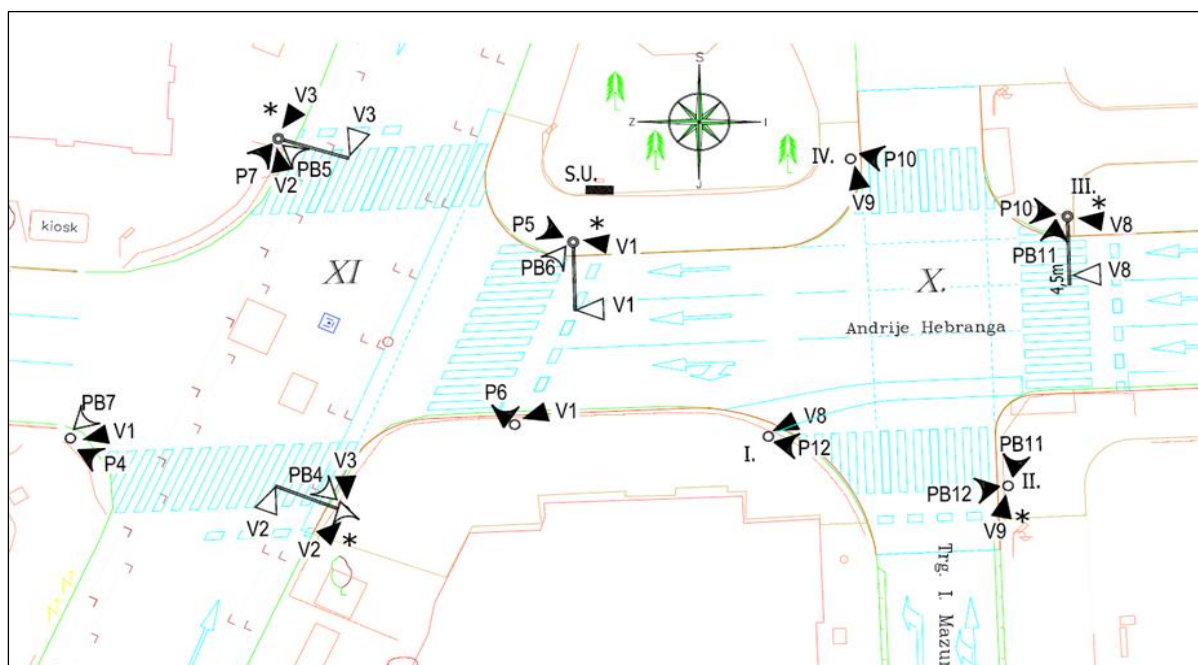 V3
V3
*
P7
V2
PB5
kiosk
S
Z
I
J
S.U.
P5
*
V1
PB6
V1
XI
IV.
P10
V9
III.
P10
*
V8
PB11
V8
4,5m
X.
Andrije Hebranga
PB7
V1
P4
P6
V1
V8
I.
P12
PB4
V3
V2
V2
*
PB11
PB12
II.
V9
*
Trg. I. Mazur